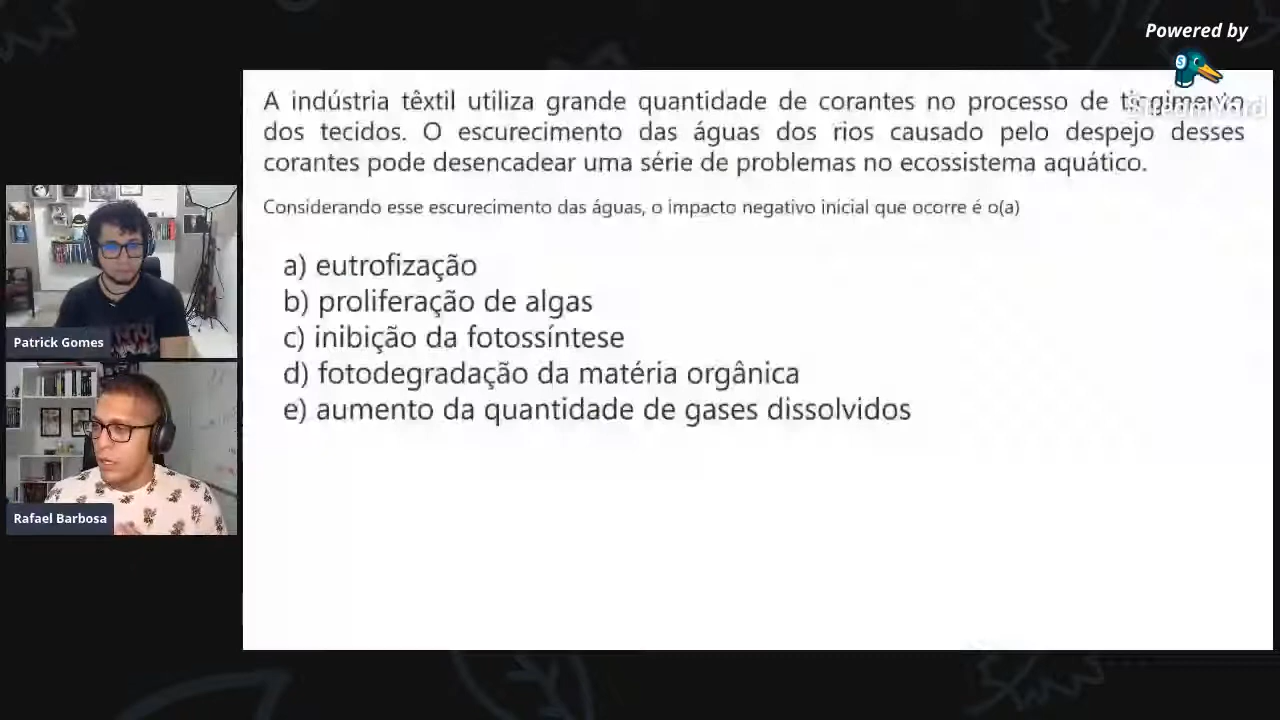 Powered by
StreamYard
A indústria têxtil utiliza grande quantidade de corantes no processo de tingimento
dos tecidos. O escurecimento das águas dos rios causado pelo despejo desses
corantes pode desencadear uma série de problemas no ecossistema aquático.
Considerando esse escurecimento das águas, o impacto negativo inicial que ocorre é o(a)
a) eutrofização
b) proliferação de algas
c) inibição da fotossíntese
d) fotodegradação da matéria orgânica
e) aumento da quantidade de gases dissolvidos
Patrick Gomes
Rafael Barbosa